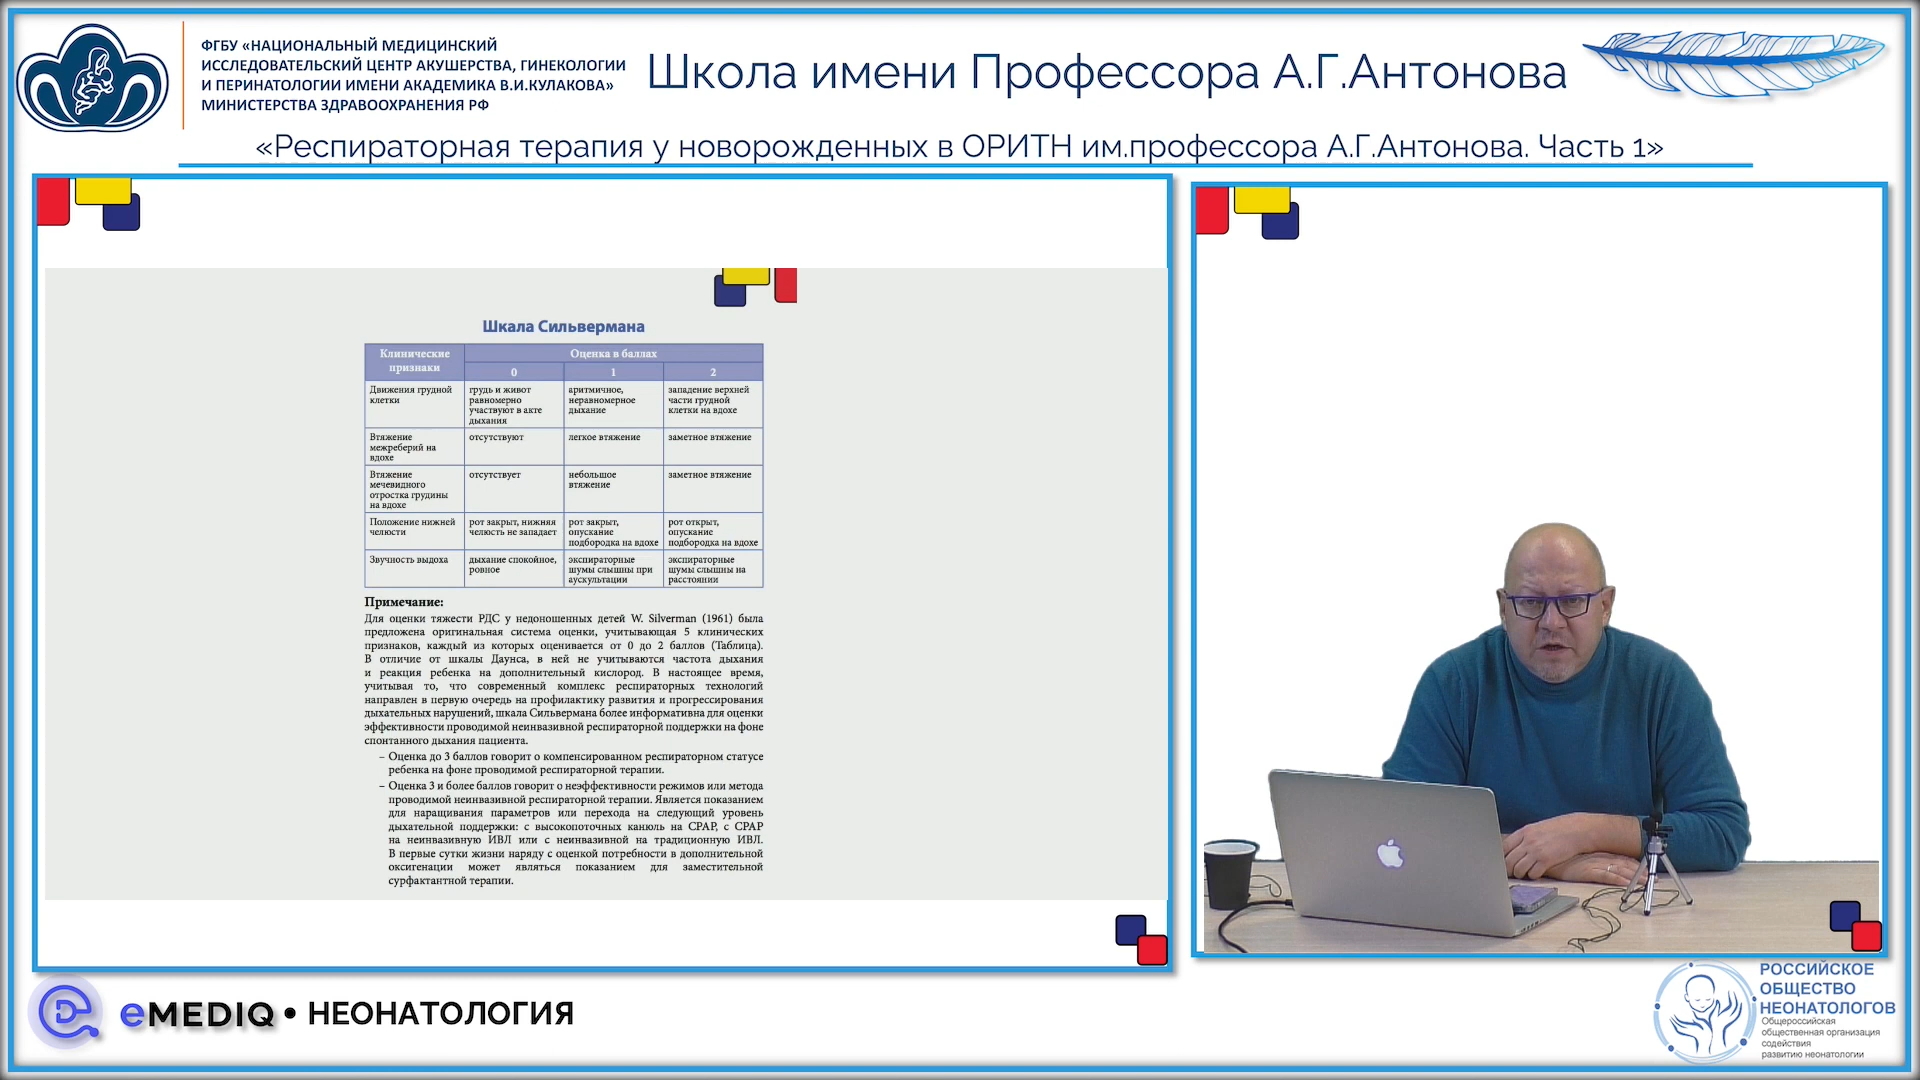 ФГБУ «НАЦИОНАЛЬНЫЙ МЕДИЦИНСКИЙ
ИССЛЕДОВАТЕЛЬСКИЙ ЦЕНТР АКУШЕРСТВА, ГИНЕКОЛОГИИ
И ПЕРИНАТОЛОГИИ ИМЕНИ АКАДЕМИКА В.И.КУЛАКОВА»
МИНИСТЕРСТВА ЗДРАВООХРАНЕНИЯ РФ
Школа имени Профессора А.Г.Антонова
«Респираторная терапия у новорожденных в ОРИТН им.профессора А.Г.Антонова. Часть 1»
Шкала Сильвермана
Клинические
признаки
Оценка в баллах
0 1 2
Движения грудной
клетки
грудь и живот
равномерно
участвуют в акте
дыхания
аритмичное,
неравномерное
дыхание
западение верхней
части грудной
клетки на вдохе
Втяжение
межреберий на
вдохе
отсутствуют
легкое втяжение
заметное втяжение
Втяжение
мечевидного
отростка грудины
на вдохе
отсутствует
небольшое
втяжение
заметное втяжение
Положение нижней
челюсти
рот закрыт, нижняя
челюсть не западает
рот закрыт,
опускание
подбородка на вдохе
рот открыт,
опускание
подбородка на вдохе
Звучность выдоха
дыхание спокойное,
ровное
экспираторные
шумы слышны при
аускультации
экспираторные
шумы слышны на
расстоянии
Примечание:
Для оценки тяжести РДС у недоношенных детей W. Silverman (1961) была
предложена оригинальная система оценки, учитывающая 5 клинических
признаков, каждый из которых оценивается от 0 до 2 баллов (Таблица).
В отличие от шкалы Даунса, в ней не учитываются частота дыхания
и реакция ребенка на дополнительный кислород. В настоящее время,
учитывая то, что современный комплекс респираторных технологий
направлен в первую очередь на профилактику развития и прогрессирования
дыхательных нарушений, шкала Сильвермана более информативна для оценки
эффективности проводимой неинвазивной респираторной поддержки на фоне
спонтанного дыхания пациента.
– Оценка до 3 баллов говорит о компенсированном респираторном статусе
ребенка на фоне проводимой респираторной терапии.
– Оценка 3 и более баллов говорит о неэффективности режимов или метода
проводимой неинвазивной респираторной терапии. Является показанием
для наращивания параметров или перехода на следующий уровень
дыхательной поддержки: с высокопоточных канюль на CPAP, с CPAP
на неинвазивную ИВЛ или с неинвазивной на традиционную ИВЛ.
В первые сутки жизни наряду с оценкой потребности в дополнительной
оксигенации может являться показанием для заместительной
сурфактантной терапии.
eMEDIQ • НЕОНАТОЛОГИЯ
РОССИЙСКОЕ
ОБЩЕСТВО
НЕОНАТОЛОГОВ
Общероссийская
общественная организация
содействия
развитию неонатологии